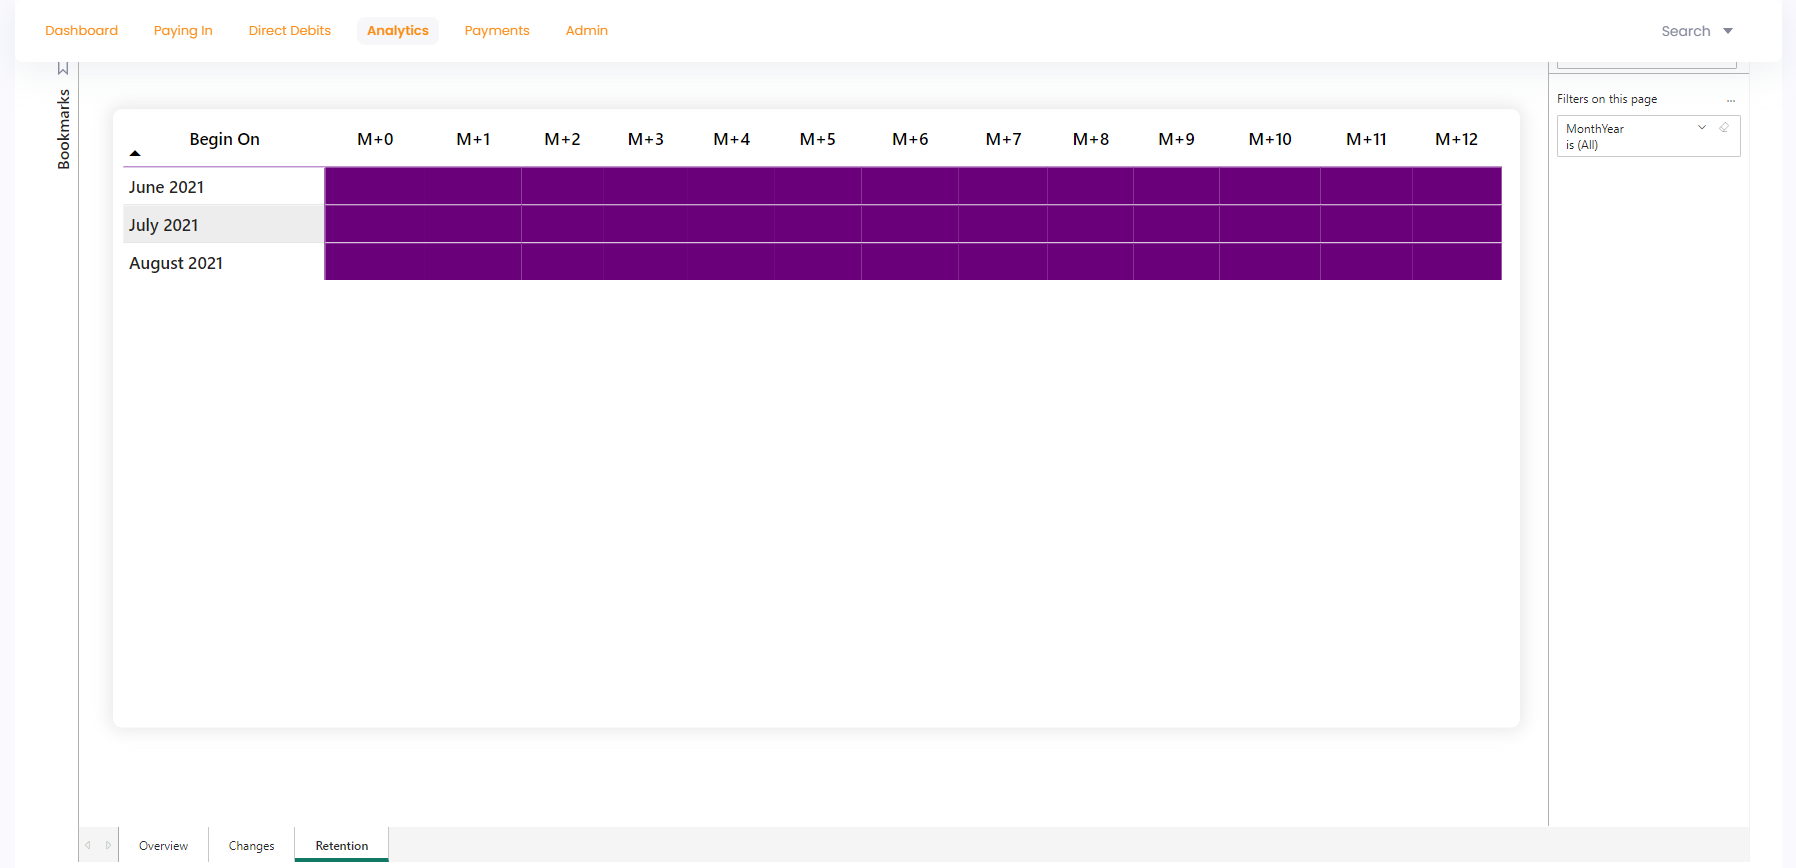 Dashboard Paying In Direct Debits Analytics Payments Admin Search
Bookmarks
Filters on this page ...
MonthYear
is (All)
Begin On M+0 M+1 M+2 M+3 M+4 M+5 M+6 M+7 M+8 M+9 M+10 M+11 M+12
June 2021
July 2021
August 2021
Overview Changes Retention